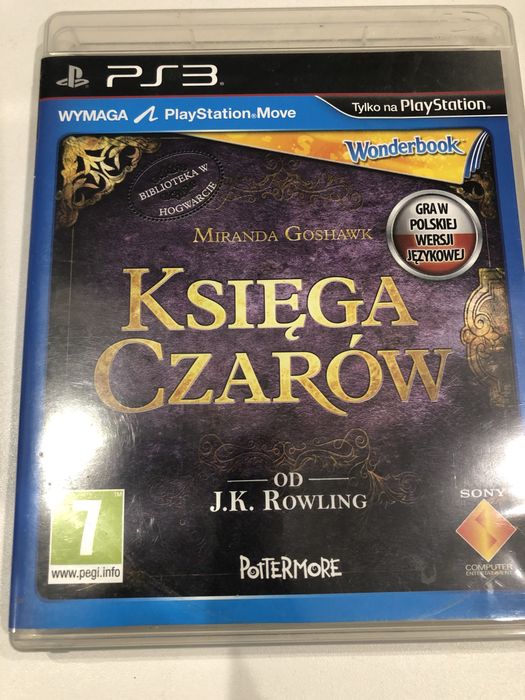 PS3
WYMAGA PlayStation®Move
Tylko na PlayStation®
Wonderbook™
BIBLIOTEKA W
HOGWARCIE
GRA W
POLSKIEJ
WERSJI
JĘZYKOWEJ
MIRANDA GOSHAWK
KSIĘGA
CZARÓW
OD
J.K. ROWLING
7
www.pegi.info
POTTERMORE
SONY
COMPUTER
ENTERTAINMENT